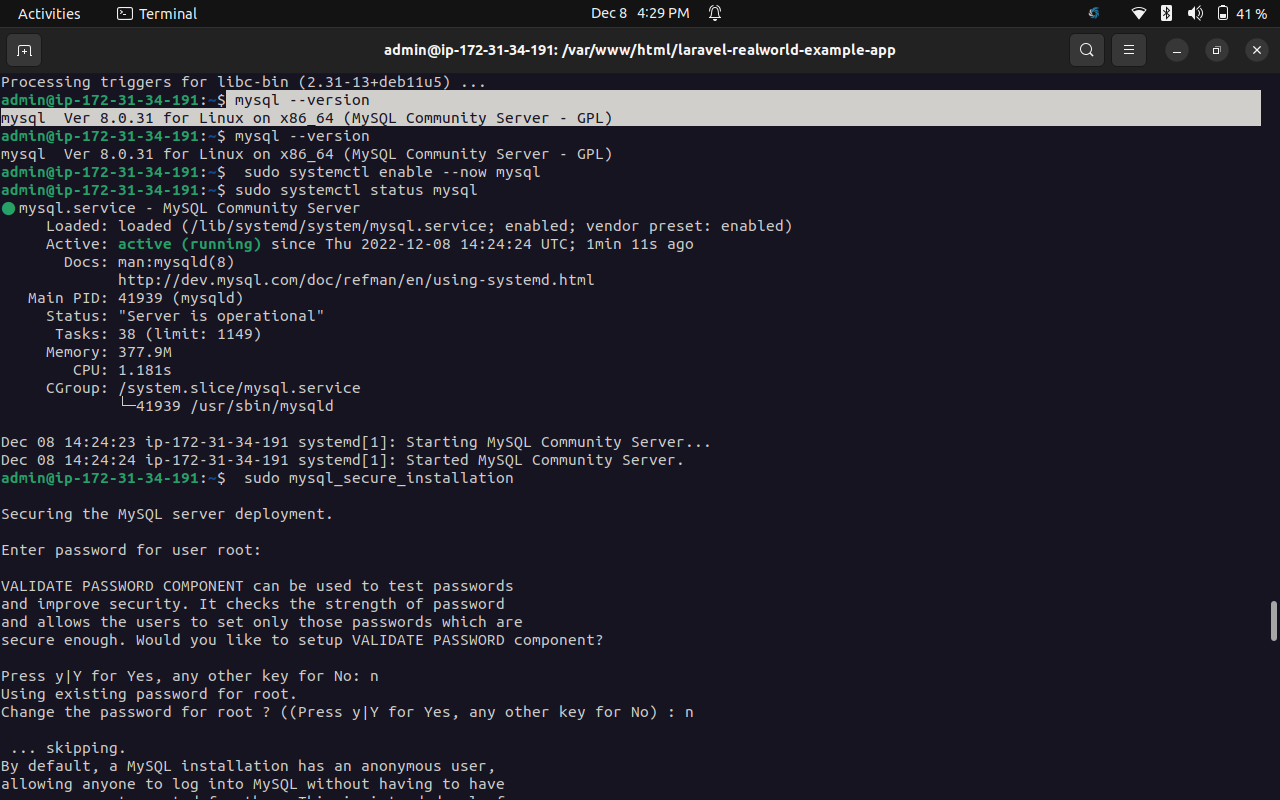 Activities
Terminal
Dec 8 4:29 PM
41 %
admin@ip-172-31-34-191: /var/www/html/laravel-realworld-example-app
Processing triggers for libc-bin (2.31-13+deb11u5) ...
admin@ip-172-31-34-191:~$ mysql --version
mysql  Ver 8.0.31 for Linux on x86_64 (MySQL Community Server - GPL)
admin@ip-172-31-34-191:~$ mysql --version
mysql  Ver 8.0.31 for Linux on x86_64 (MySQL Community Server - GPL)
admin@ip-172-31-34-191:~$  sudo systemctl enable --now mysql
admin@ip-172-31-34-191:~$ sudo systemctl status mysql
● mysql.service - MySQL Community Server
     Loaded: loaded (/lib/systemd/system/mysql.service; enabled; vendor preset: enabled)
     Active: active (running) since Thu 2022-12-08 14:24:24 UTC; 1min 11s ago
       Docs: man:mysqld(8)
             http://dev.mysql.com/doc/refman/en/using-systemd.html
   Main PID: 41939 (mysqld)
     Status: "Server is operational"
      Tasks: 38 (limit: 1149)
     Memory: 377.9M
        CPU: 1.181s
     CGroup: /system.slice/mysql.service
             └─41939 /usr/sbin/mysqld
Dec 08 14:24:23 ip-172-31-34-191 systemd[1]: Starting MySQL Community Server...
Dec 08 14:24:24 ip-172-31-34-191 systemd[1]: Started MySQL Community Server.
admin@ip-172-31-34-191:~$  sudo mysql_secure_installation
Securing the MySQL server deployment.
Enter password for user root:
VALIDATE PASSWORD COMPONENT can be used to test passwords
and improve security. It checks the strength of password
and allows the users to set only those passwords which are
secure enough. Would you like to setup VALIDATE PASSWORD component?
Press y|Y for Yes, any other key for No: n
Using existing password for root.
Change the password for root ? ((Press y|Y for Yes, any other key for No) : n
 ... skipping.
By default, a MySQL installation has an anonymous user,
allowing anyone to log into MySQL without having to have